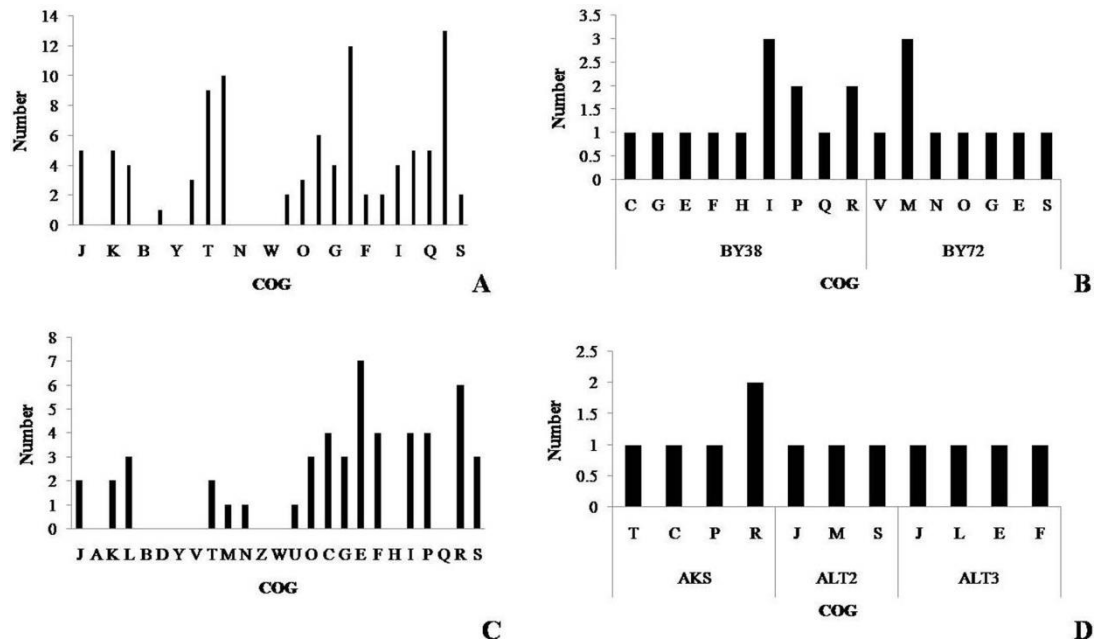 14
12
10
8
6
4
2
0
Number
J K B Y T N W O G F I Q S
COG
A
3.5
3
2.5
2
1.5
1
0.5
0
Number
C G E F H I P Q R V M N O G E S
BY38 BY72
COG
B
8
7
6
5
4
3
2
1
0
Number
J A K L B D Y V T M N Z W U O C G E F H I P Q R S
COG
C
2.5
2
1.5
1
0.5
0
Number
T C P R J M S J L E F
AKS ALT2 ALT3
COG
D